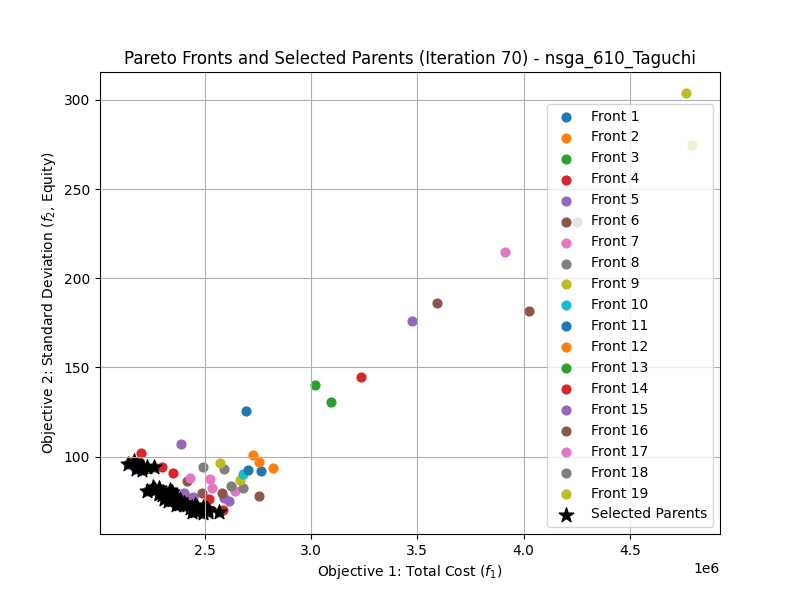 Pareto Fronts and Selected Parents (Iteration 70) - nsga_610_Taguchi
300
250
200
150
100
Objective 2: Standard Deviation (f2, Equity)
Front 1
Front 2
Front 3
Front 4
Front 5
Front 6
Front 7
Front 8
Front 9
Front 10
Front 11
Front 12
Front 13
Front 14
Front 15
Front 16
Front 17
Front 18
Front 19
Selected Parents
2.5 3.0 3.5 4.0 4.5
1e6
Objective 1: Total Cost (f1)